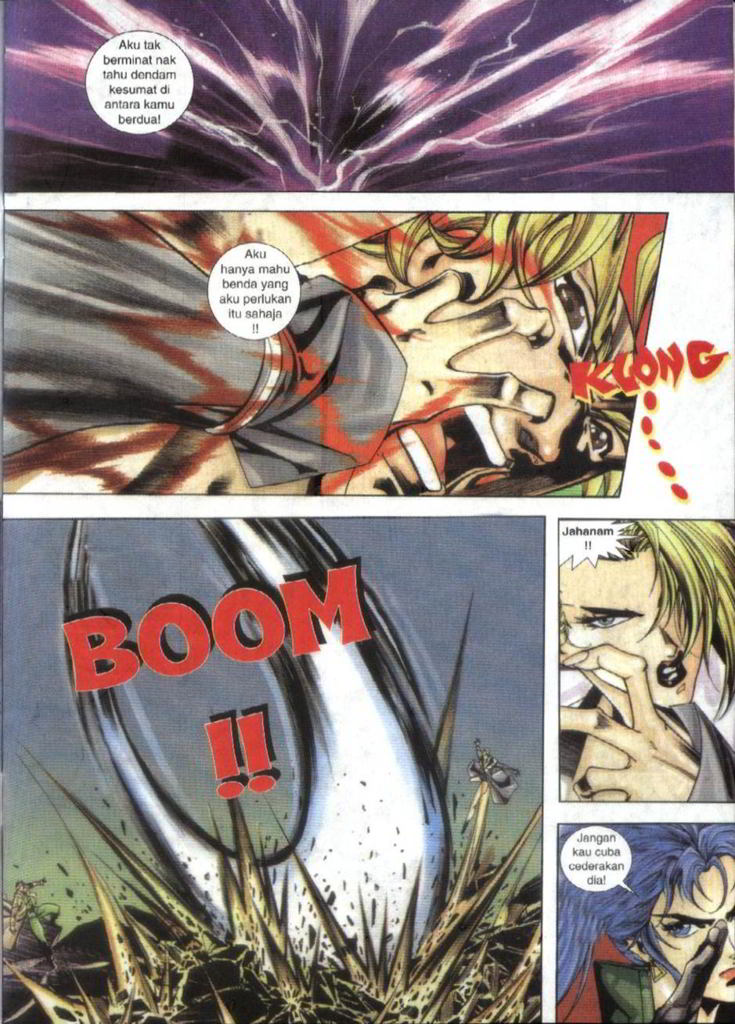 Aku tak
berminat nak
tahu dendam
kesumat di
antara kamu
berdua!
Aku
hanya mahu
benda yang
aku perlukan
itu sahaja
!!
KLONG
BOOM
!!
Jahanam
!!
Jangan
kau cuba
cederakan
dia!